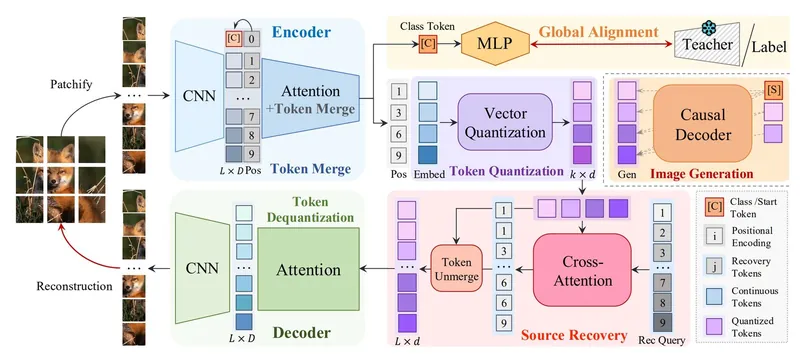 Patchify
...
Reconstruction
...
CNN
[C]
0
1
2
...
7
8
9
L × D
Pos
Encoder
Attention
+Token Merge
Token Merge
Class Token
[C]
MLP
Global Alignment
Teacher
Label
Pos
1
3
6
9
Embed
Vector
Quantization
Token Quantization
k × d
Gen
Causal
Decoder
[S]
Image Generation
CNN
Token
Dequantization
...
L × D
Attention
Decoder
...
L × d
Token
Unmerge
1
1
3
...
6
6
9
Cross-
Attention
Source Recovery
1
2
3
...
7
8
9
Rec Query
[C]
Class /Start
Token
i
Positional
Encoding
j
Recovery
Tokens
Continuous
Tokens
Quantized
Tokens